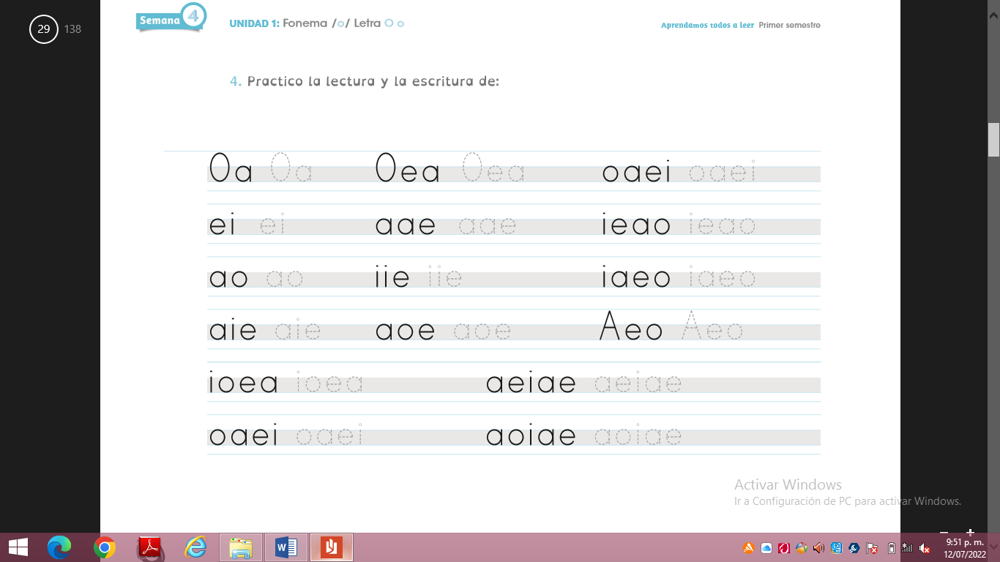 29 138
Semana 4 UNIDAD 1: Fonema /o/ Letra O o Aprendamos todos a leer Primer semestre
4. Practico la lectura y la escritura de:
Oa Oa Oea Oea oaei oaei
ei ei aae aae ieao ieao
ao ao iie iie iaeo iaeo
aie aie aoe aoe Aeo Aeo
ioea ioea aeiae aeiae
oaei oaei aoiae aoiae
Activar Windows
Ir a Configuración de PC para activar Windows.
9:51 p. m.
12/07/2022